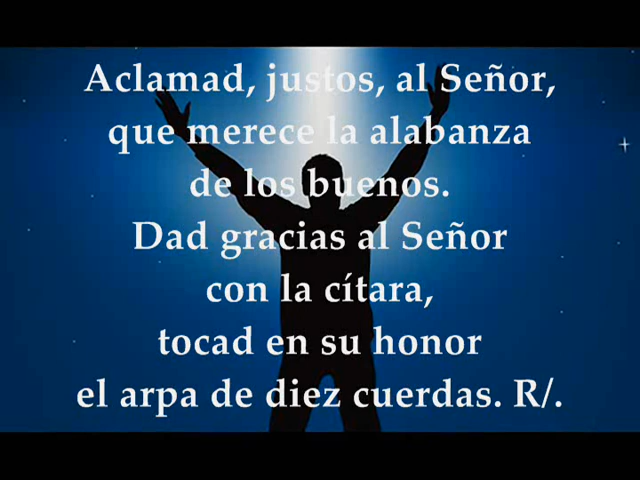 Aclamad, justos, al Señor,
que merece la alabanza
de los buenos.
Dad gracias al Señor
con la cítara,
tocad en su honor
el arpa de diez cuerdas. R/.